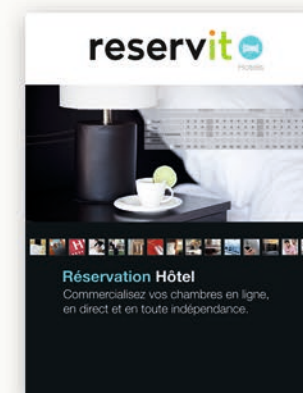 reservit
Hotels
Réservation Hôtel
Commercialisez vos chambres en ligne,
en direct et en toute indépendance.